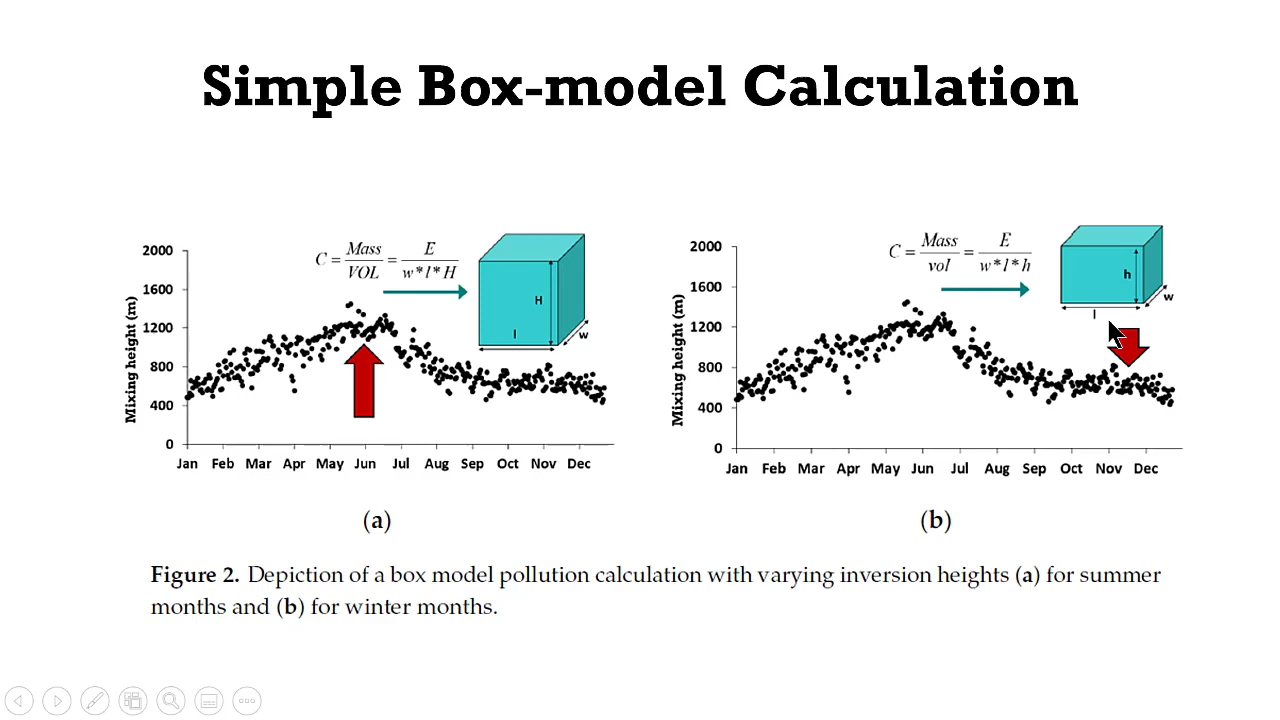 Simple Box-model Calculation
C = Mass / VOL = E / w*l*H
H
l
w
Mixing height (m)
2000
1600
1200
800
400
0
Jan Feb Mar Apr May Jun Jul Aug Sep Oct Nov Dec
(a)
C = Mass / vol = E / w*l*h
h
w
l
Mixing height (m)
2000
1600
1200
800
400
0
Jan Feb Mar Apr May Jun Jul Aug Sep Oct Nov Dec
(b)
Figure 2. Depiction of a box model pollution calculation with varying inversion heights (a) for summer
months and (b) for winter months.